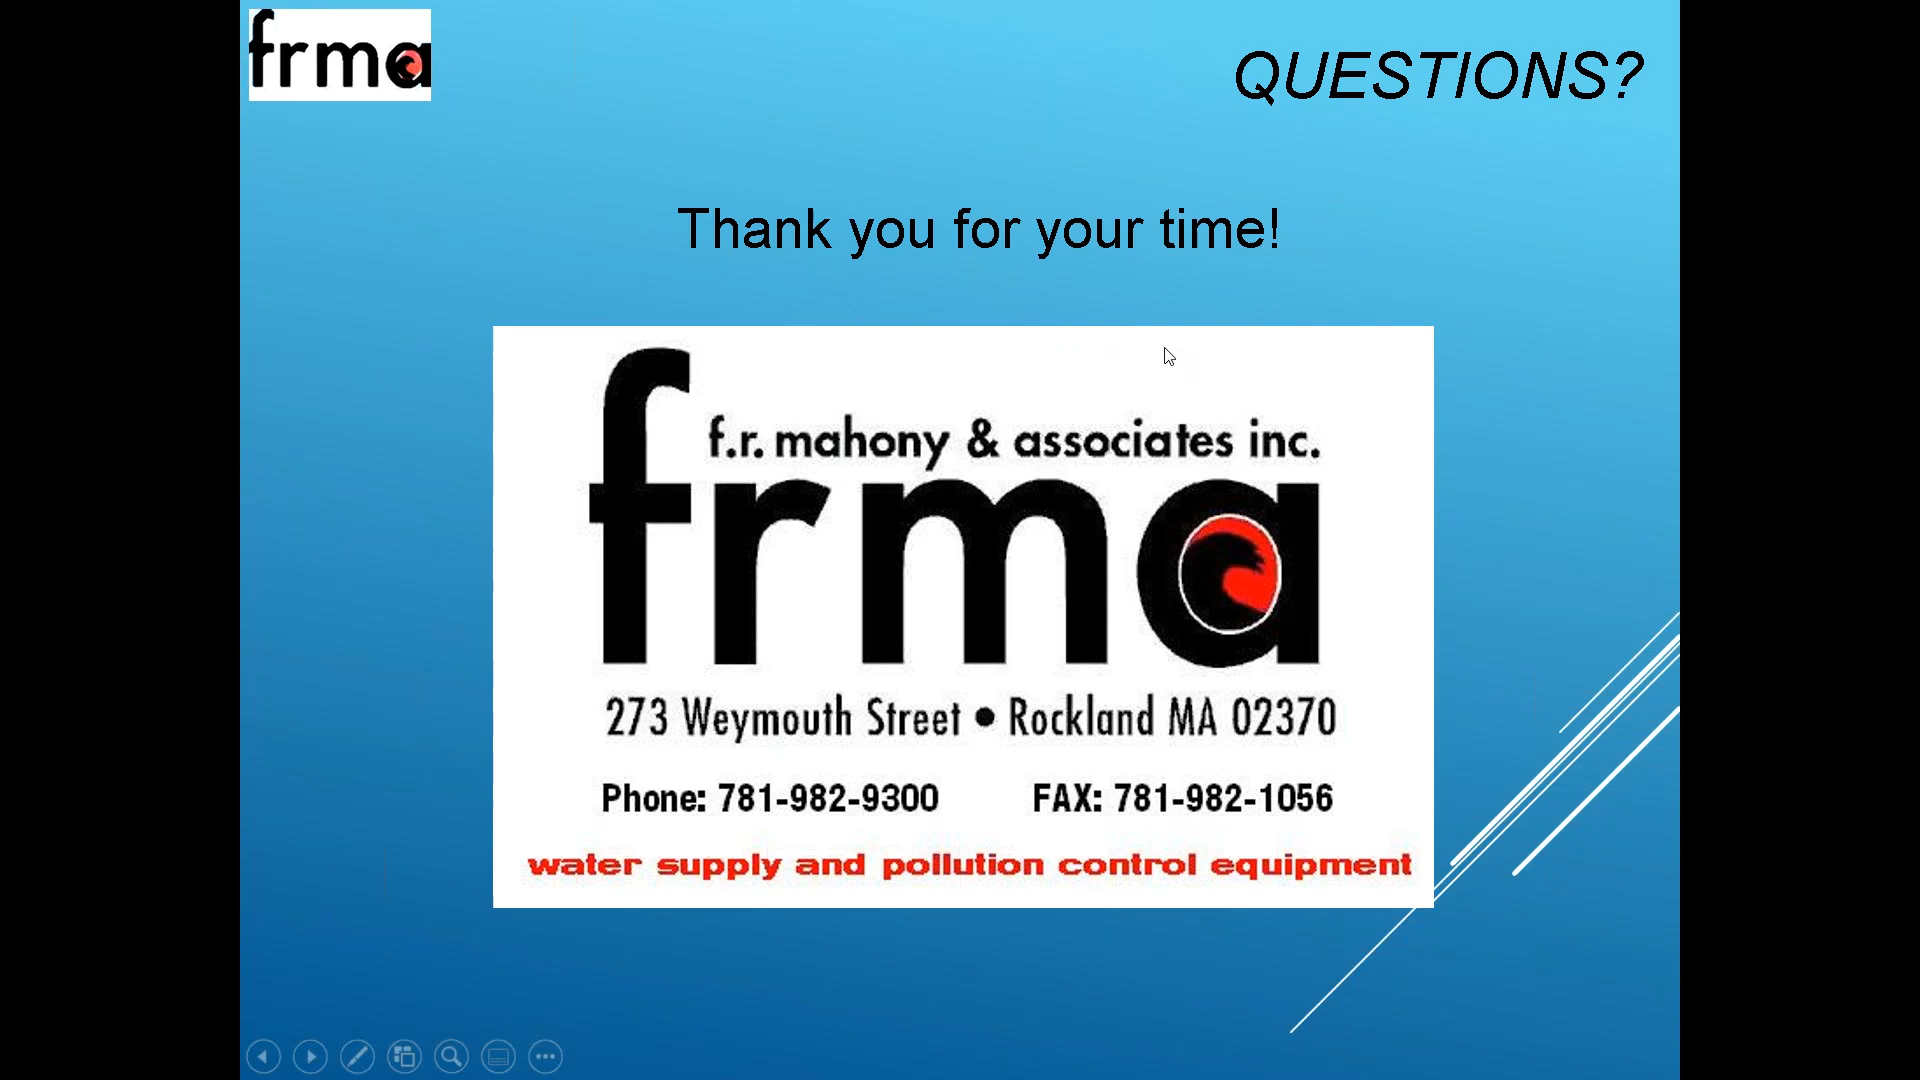 frma
QUESTIONS?
Thank you for your time!
f.r. mahony & associates inc.
frma
273 Weymouth Street • Rockland MA 02370
Phone: 781-982-9300 FAX: 781-982-1056
water supply and pollution control equipment